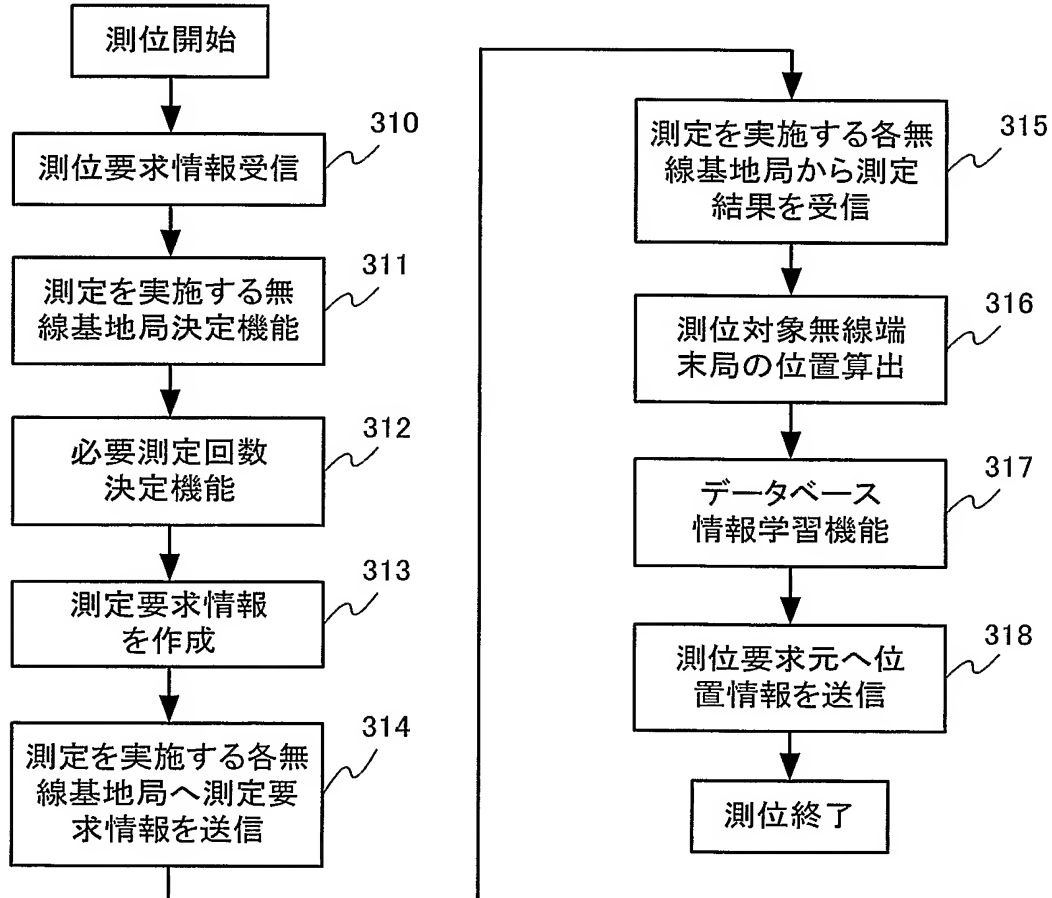 測位開始
310
測位要求情報受信
311
測定を実施する無
線基地局決定機能
312
必要測定回数
決定機能
313
測定要求情報
を作成
314
測定を実施する各無
線基地局へ測定要
求情報を送信
315
測定を実施する各無
線基地局から測定
結果を受信
316
測位対象無線端
末局の位置算出
317
データベース
情報学習機能
318
測位要求元へ位
置情報を送信
測位終了